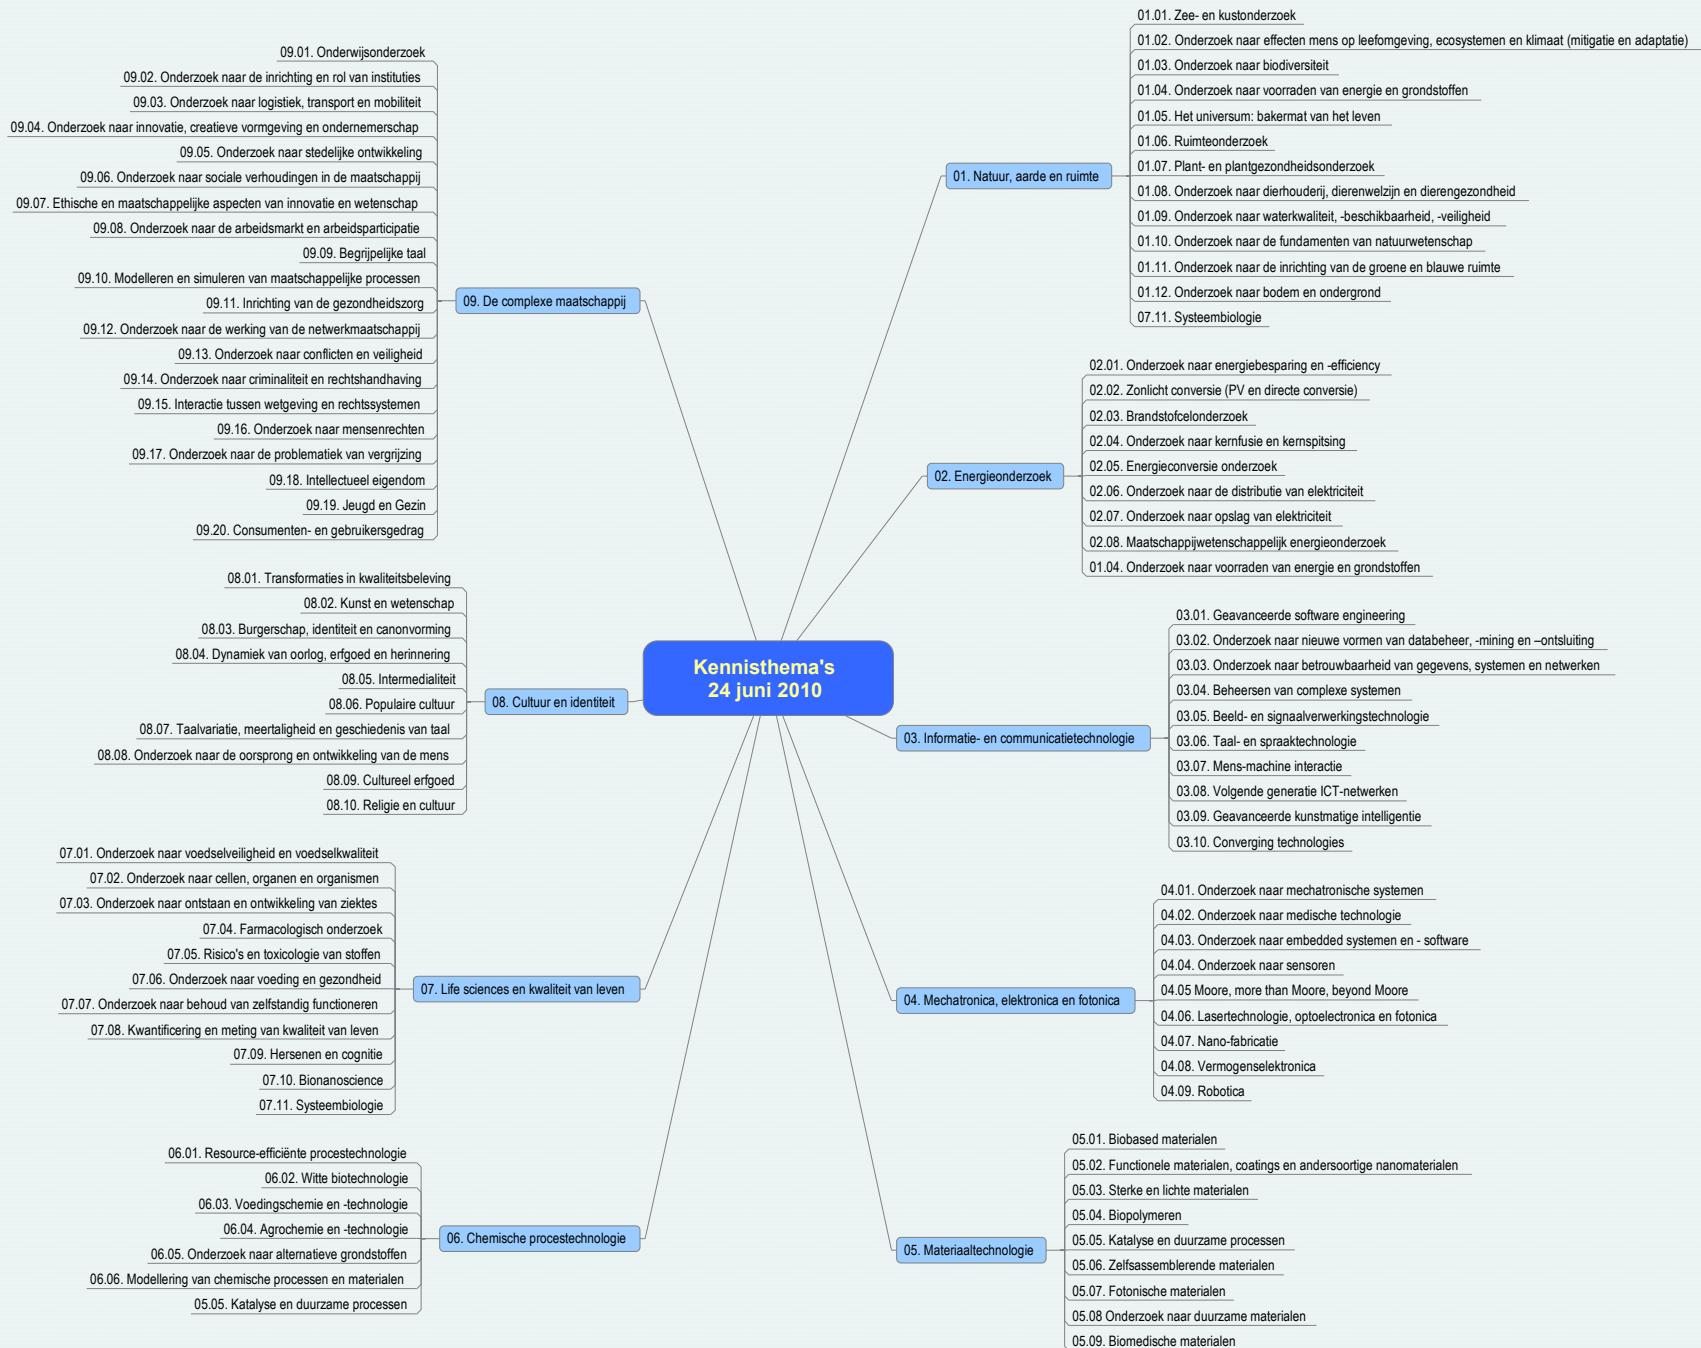 Kennisthema's
24 juni 2010
01. Natuur, aarde en ruimte
01.01. Zee- en kustonderzoek
01.02. Onderzoek naar effecten mens op leefomgeving, ecosystemen en klimaat (mitigatie en adaptatie)
01.03. Onderzoek naar biodiversiteit
01.04. Onderzoek naar voorraden van energie en grondstoffen
01.05. Het universum: bakermat van het leven
01.06. Ruimteonderzoek
01.07. Plant- en plantgezondheidsonderzoek
01.08. Onderzoek naar dierhouderij, dierenwelzijn en dierengezondheid
01.09. Onderzoek naar waterkwaliteit, -beschikbaarheid, -veiligheid
01.10. Onderzoek naar de fundamenten van natuurwetenschap
01.11. Onderzoek naar de inrichting van de groene en blauwe ruimte
01.12. Onderzoek naar bodem en ondergrond
07.11. Systeembiologie
02. Energieonderzoek
02.01. Onderzoek naar energiebesparing en -efficiency
02.02. Zonlicht conversie (PV en directe conversie)
02.03. Brandstofcelonderzoek
02.04. Onderzoek naar kernfusie en kernspitsing
02.05. Energieconversie onderzoek
02.06. Onderzoek naar de distributie van elektriciteit
02.07. Onderzoek naar opslag van elektriciteit
02.08. Maatschappijwetenschappelijk energieonderzoek
01.04. Onderzoek naar voorraden van energie en grondstoffen
03. Informatie- en communicatietechnologie
03.01. Geavanceerde software engineering
03.02. Onderzoek naar nieuwe vormen van databeheer, -mining en –ontsluiting
03.03. Onderzoek naar betrouwbaarheid van gegevens, systemen en netwerken
03.04. Beheersen van complexe systemen
03.05. Beeld- en signaalverwerkingstechnologie
03.06. Taal- en spraaktechnologie
03.07. Mens-machine interactie
03.08. Volgende generatie ICT-netwerken
03.09. Geavanceerde kunstmatige intelligentie
03.10. Converging technologies
04. Mechatronica, elektronica en fotonica
04.01. Onderzoek naar mechatronische systemen
04.02. Onderzoek naar medische technologie
04.03. Onderzoek naar embedded systemen en - software
04.04. Onderzoek naar sensoren
04.05 Moore, more than Moore, beyond Moore
04.06. Lasertechnologie, optoelectronica en fotonica
04.07. Nano-fabricatie
04.08. Vermogenselektronica
04.09. Robotica
05. Materiaaltechnologie
05.01. Biobased materialen
05.02. Functionele materialen, coatings en andersoortige nanomaterialen
05.03. Sterke en lichte materialen
05.04. Biopolymeren
05.05. Katalyse en duurzame processen
05.06. Zelfsassemblerende materialen
05.07. Fotonische materialen
05.08 Onderzoek naar duurzame materialen
05.09. Biomedische materialen
06. Chemische procestechnologie
06.01. Resource-efficiënte procestechnologie
06.02. Witte biotechnologie
06.03. Voedingschemie en -technologie
06.04. Agrochemie en -technologie
06.05. Onderzoek naar alternatieve grondstoffen
06.06. Modellering van chemische processen en materialen
05.05. Katalyse en duurzame processen
07. Life sciences en kwaliteit van leven
07.01. Onderzoek naar voedselveiligheid en voedselkwaliteit
07.02. Onderzoek naar cellen, organen en organismen
07.03. Onderzoek naar ontstaan en ontwikkeling van ziektes
07.04. Farmacologisch onderzoek
07.05. Risico's en toxicologie van stoffen
07.06. Onderzoek naar voeding en gezondheid
07.07. Onderzoek naar behoud van zelfstandig functioneren
07.08. Kwantificering en meting van kwaliteit van leven
07.09. Hersenen en cognitie
07.10. Bionanoscience
07.11. Systeembiologie
08. Cultuur en identiteit
08.01. Transformaties in kwaliteitsbeleving
08.02. Kunst en wetenschap
08.03. Burgerschap, identiteit en canonvorming
08.04. Dynamiek van oorlog, erfgoed en herinnering
08.05. Intermedialiteit
08.06. Populaire cultuur
08.07. Taalvariatie, meertaligheid en geschiedenis van taal
08.08. Onderzoek naar de oorsprong en ontwikkeling van de mens
08.09. Cultureel erfgoed
08.10. Religie en cultuur
09. De complexe maatschappij
09.01. Onderwijsonderzoek
09.02. Onderzoek naar de inrichting en rol van instituties
09.03. Onderzoek naar logistiek, transport en mobiliteit
09.04. Onderzoek naar innovatie, creatieve vormgeving en ondernemerschap
09.05. Onderzoek naar stedelijke ontwikkeling
09.06. Onderzoek naar sociale verhoudingen in de maatschappij
09.07. Ethische en maatschappelijke aspecten van innovatie en wetenschap
09.08. Onderzoek naar de arbeidsmarkt en arbeidsparticipatie
09.09. Begrijpelijke taal
09.10. Modelleren en simuleren van maatschappelijke processen
09.11. Inrichting van de gezondheidszorg
09.12. Onderzoek naar de werking van de netwerkmaatschappij
09.13. Onderzoek naar conflicten en veiligheid
09.14. Onderzoek naar criminaliteit en rechtshandhaving
09.15. Interactie tussen wetgeving en rechtssystemen
09.16. Onderzoek naar mensenrechten
09.17. Onderzoek naar de problematiek van vergrijzing
09.18. Intellectueel eigendom
09.19. Jeugd en Gezin
09.20. Consumenten- en gebruikersgedrag